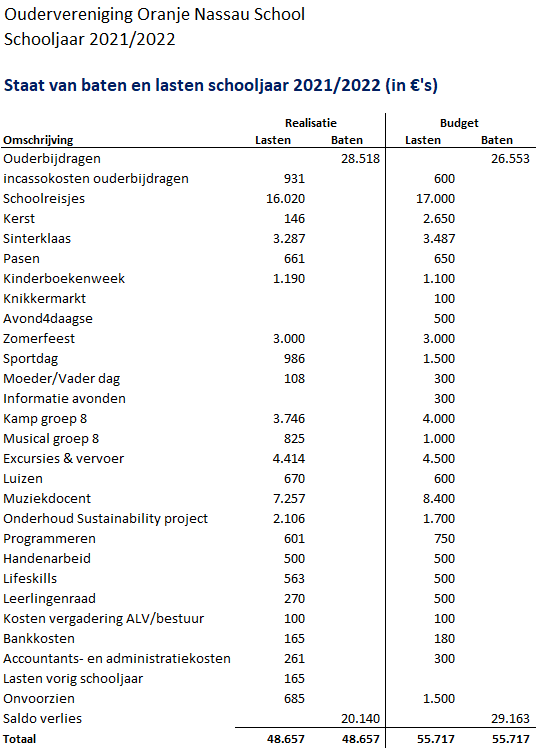 Oudervereniging Oranje Nassau School
Schooljaar 2021/2022
Staat van baten en lasten schooljaar 2021/2022 (in €'s)
Realisatie Budget
Omschrijving Lasten Baten Lasten Baten
Ouderbijdragen 28.518 26.553
incassokosten ouderbijdragen 931 600
Schoolreisjes 16.020 17.000
Kerst 146 2.650
Sinterklaas 3.287 3.487
Pasen 661 650
Kinderboekenweek 1.190 1.100
Knikkermarkt 100
Avond4daagse 500
Zomerfeest 3.000 3.000
Sportdag 986 1.500
Moeder/Vader dag 108 300
Informatie avonden 300
Kamp groep 8 3.746 4.000
Musical groep 8 825 1.000
Excursies & vervoer 4.414 4.500
Luizen 670 600
Muziekdocent 7.257 8.400
Onderhoud Sustainability project 2.106 1.700
Programmeren 601 750
Handenarbeid 500 500
Lifeskills 563 500
Leerlingenraad 270 500
Kosten vergadering ALV/bestuur 100 100
Bankkosten 165 180
Accountants- en administratiekosten 261 300
Lasten vorig schooljaar 165
Onvoorzien 685 1.500
Saldo verlies 20.140 29.163
Totaal 48.657 48.657 55.717 55.717